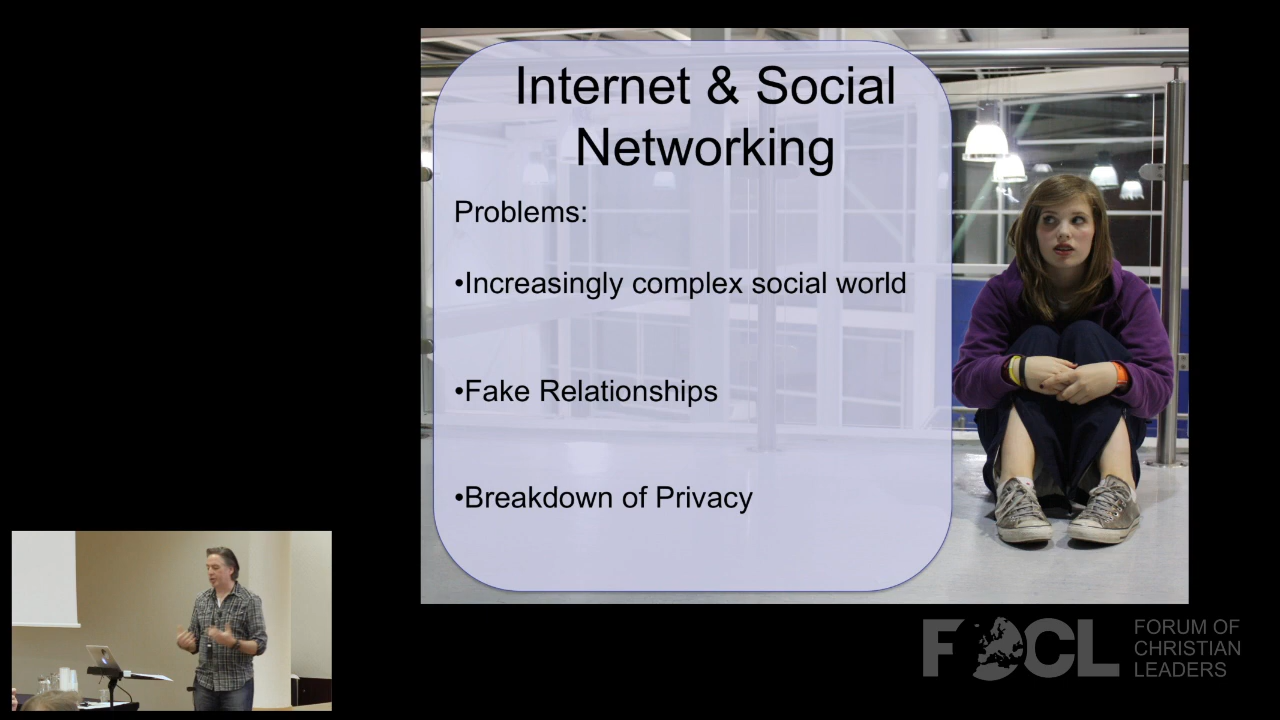 Internet & Social
Networking
Problems:
•Increasingly complex social world
•Fake Relationships
•Breakdown of Privacy
FOCL
FORUM OF
CHRISTIAN
LEADERS